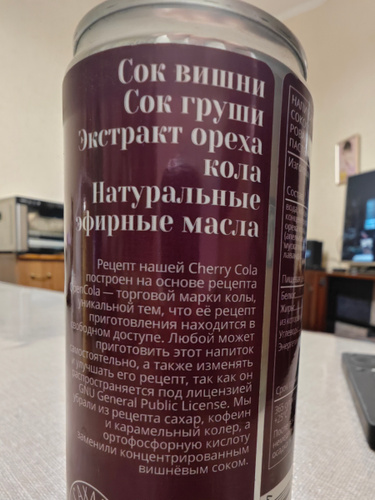 Сок вишни
Сок груши
Экстракт ореха
кола
Натуральные
эфирные масла
Рецепт нашей Cherry Cola
построен на основе рецепта
OpenCola — торговой марки колы,
уникальной тем, что её рецепт
приготовления находится в
свободном доступе. Любой может
приготовить этот напиток
самостоятельно, а также изменять
и улучшать его рецепт, так как он
распространяется под лицензией
GNU General Public License. Мы
убрали из рецепта сахар, кофеин
и карамельный колер, а
ортофосфорную кислоту
заменили концентрированным
вишнёвым соком.